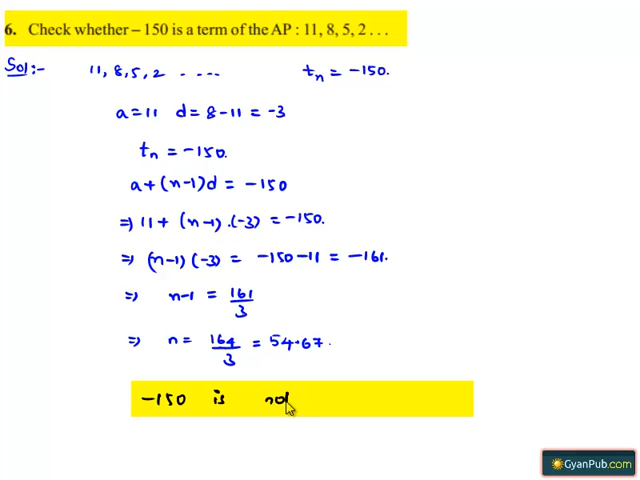 6. Check whether – 150 is a term of the AP : 11, 8, 5, 2 . . .
Sol:- 11, 8, 5, 2 . . . . . tn = -150.
a = 11 d = 8 - 11 = -3
tn = -150.
a + (n-1)d = -150
⇒ 11 + (n-1) . (-3) = -150.
⇒ (n-1) (-3) = -150 - 11 = -161.
⇒ n-1 = 161/3
⇒ n = 164/3 = 54.67.
-150 is not
GyanPub.com